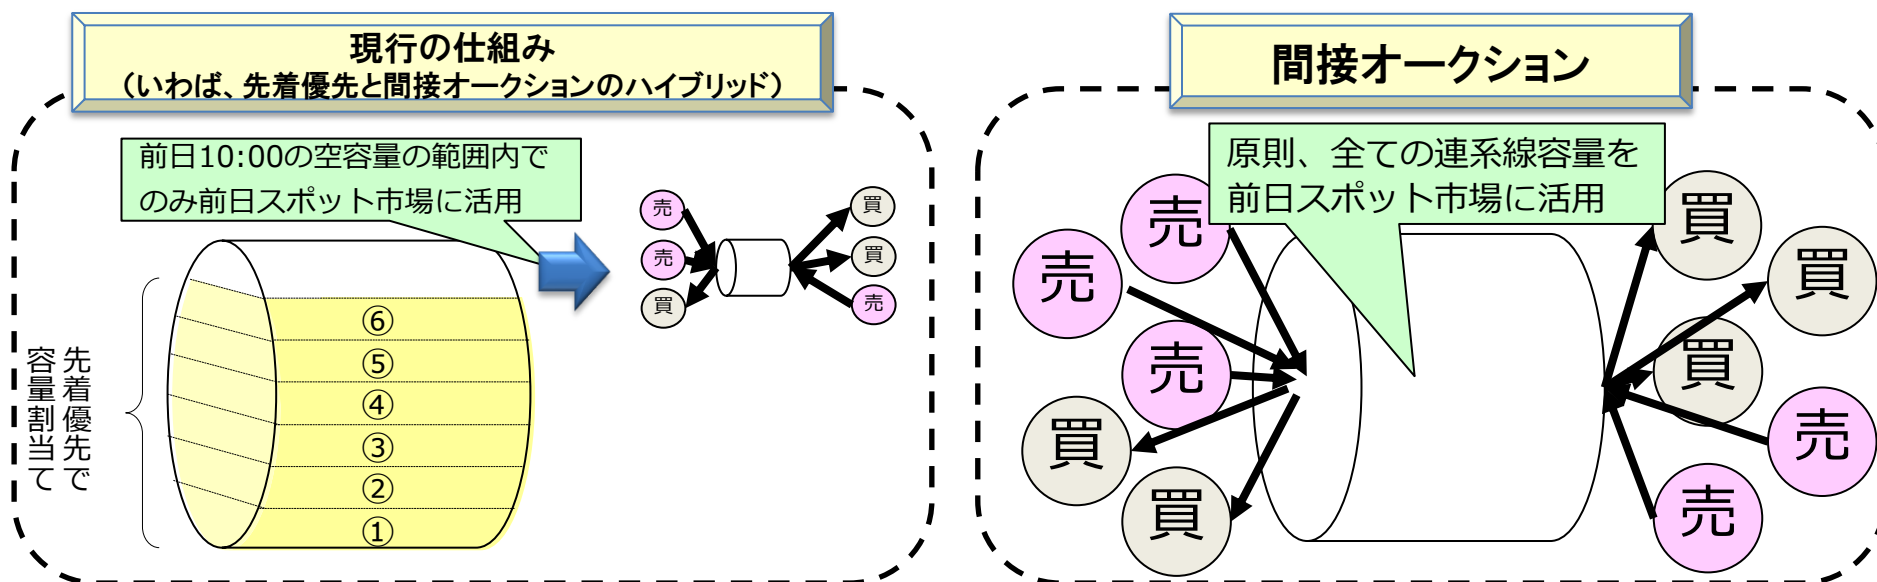 現行の仕組み
（いわば、先着優先と間接オークションのハイブリッド）
前日10:00の空容量の範囲内で
のみ前日スポット市場に活用
先着優先で
容量割当て
⑥
⑤
④
③
②
①
売
売
買
買
買
売
間接オークション
原則、全ての連系線容量を
前日スポット市場に活用
売
売
売
買
買
買
買
買
売
売